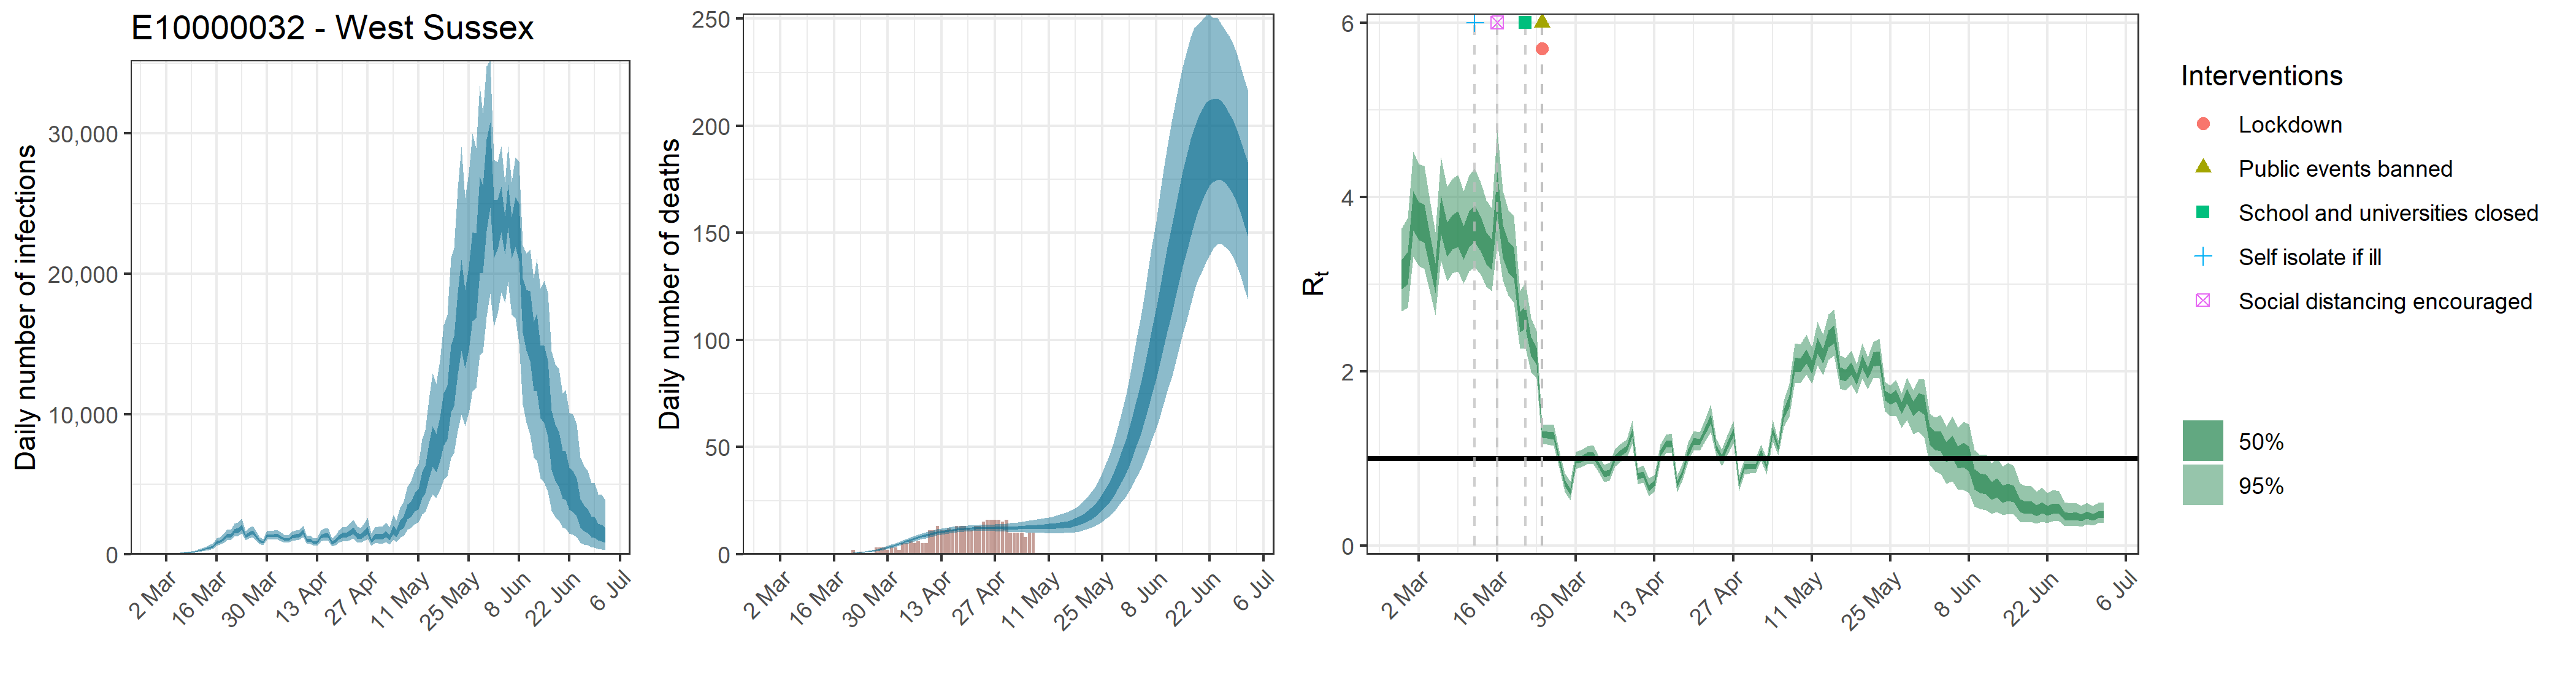 E10000032 - West Sussex
Daily number of infections
30,000
20,000
10,000
0
2 Mar
16 Mar
30 Mar
13 Apr
27 Apr
11 May
25 May
8 Jun
22 Jun
6 Jul
Daily number of deaths
250
200
150
100
50
0
2 Mar
16 Mar
30 Mar
13 Apr
27 Apr
11 May
25 May
8 Jun
22 Jun
6 Jul
Rt
6
4
2
0
2 Mar
16 Mar
30 Mar
13 Apr
27 Apr
11 May
25 May
8 Jun
22 Jun
6 Jul
Interventions
Lockdown
Public events banned
School and universities closed
Self isolate if ill
Social distancing encouraged
50%
95%